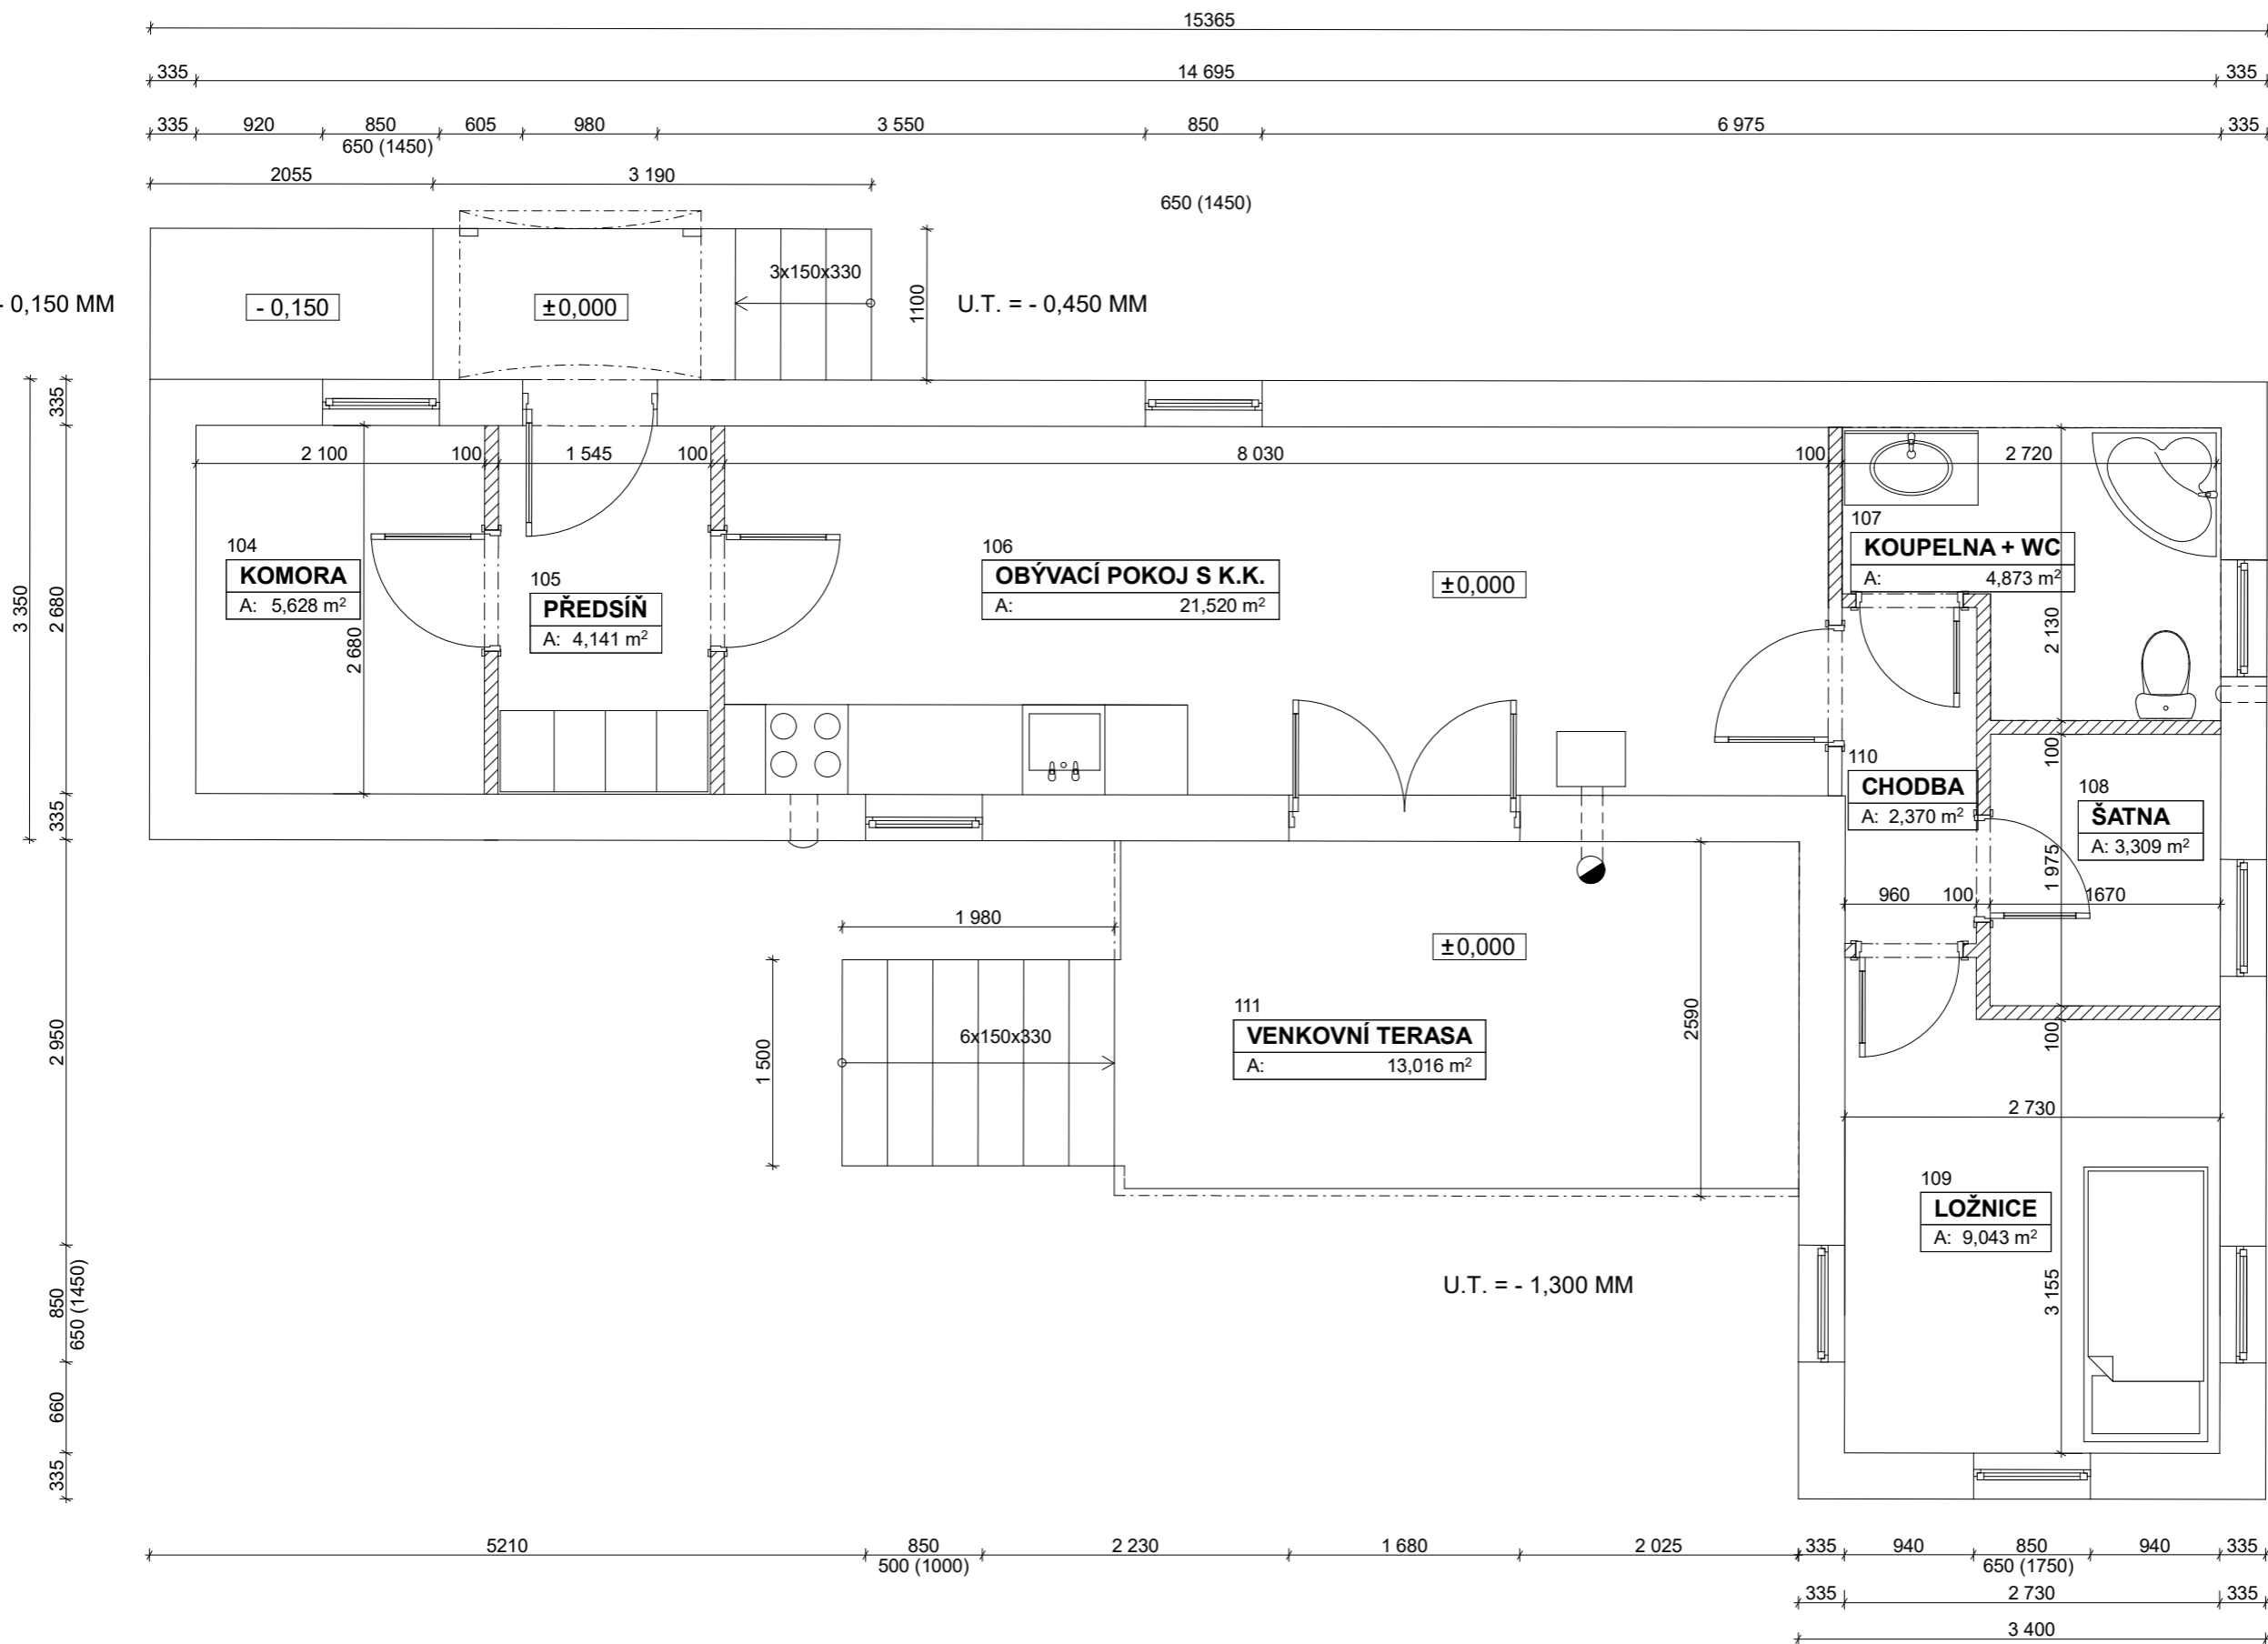 15365
335 14 695 335
335 920 850 605 980 3 550 850 6 975 335
650 (1450)
2055 3 190
650 (1450)
3x150x330
- 0,150 MM
- 0,150
±0,000
1100
U.T. = - 0,450 MM
335
2 100 100 1 545 100 8 030 100 2 720
107
KOUPELNA + WC
A: 4,873 m²
104
KOMORA
A: 5,628 m²
105
PŘEDSÍŇ
A: 4,141 m²
106
OBÝVACÍ POKOJ S K.K.
A: 21,520 m²
±0,000
3 350
2 680
2 680
2 130
100
110
CHODBA
A: 2,370 m²
108
ŠATNA
A: 3,309 m²
335
1 975
960 100 1670
1 980
±0,000
2590
6x150x330
111
VENKOVNÍ TERASA
A: 13,016 m²
100
2 950
1 500
2 730
109
LOŽNICE
A: 9,043 m²
3 155
U.T. = - 1,300 MM
850
650 (1450)
660
335
5210 850 2 230 1 680 2 025 335 940 850 940 335
500 (1000) 650 (1750)
335 2 730 335
3 400